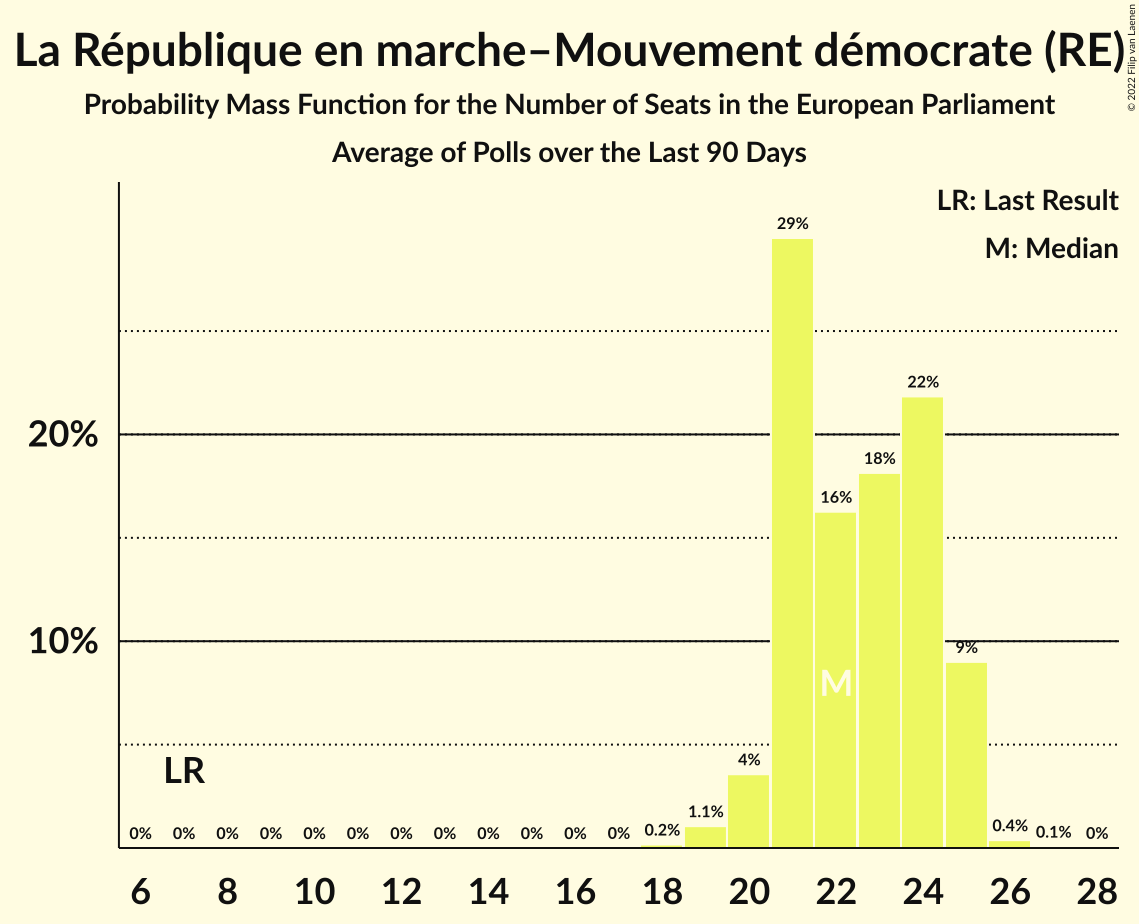 La République en marche–Mouvement démocrate (RE)
© 2022 Filip van Laenen
Probability Mass Function for the Number of Seats in the European Parliament
Average of Polls over the Last 90 Days
LR: Last Result
M: Median
29%
22%
20%
18%
16%
10%
9%
M
LR
4%
1.1%
0% 0% 0% 0% 0% 0% 0% 0% 0% 0% 0% 0% 0.2% 0.4% 0.1% 0%
6 8 10 12 14 16 18 20 22 24 26 28